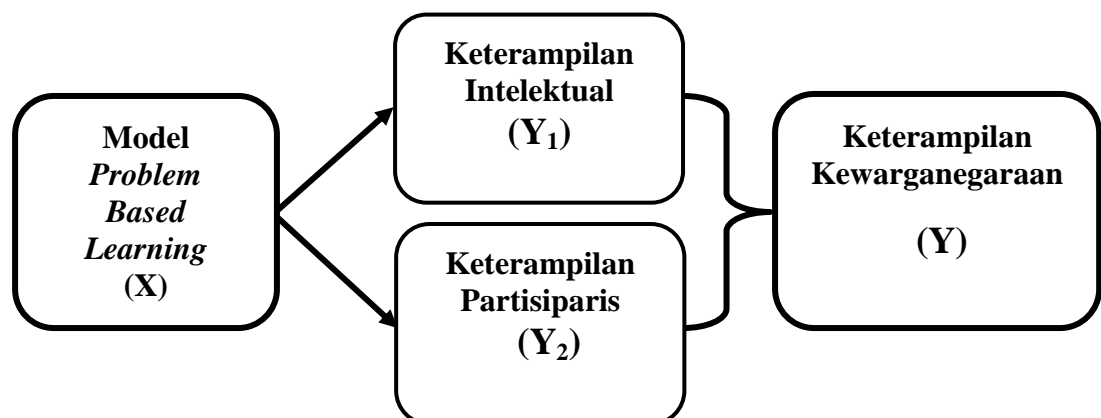 Model
Problem
Based
Learning
(X)
Keterampilan
Intelektual
(Y₁)
Keterampilan
Partisiparis
(Y₂)
Keterampilan
Kewarganegaraan
(Y)